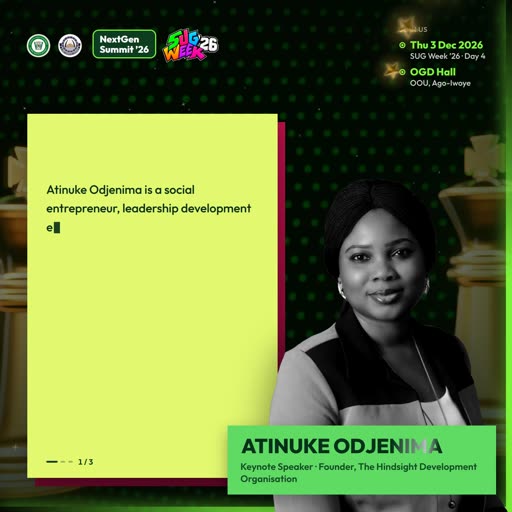 NextGen
Summit '26
SUG
WEEK 26
US
Thu 3 Dec 2026
SUG Week '26 · Day 4
OGD Hall
OOU, Ago-Iwoye
Atinuke Odjenima is a social
entrepreneur, leadership development
e
1/3
ATINUKE ODJENIMA
Keynote Speaker · Founder, The Hindsight Development
Organisation